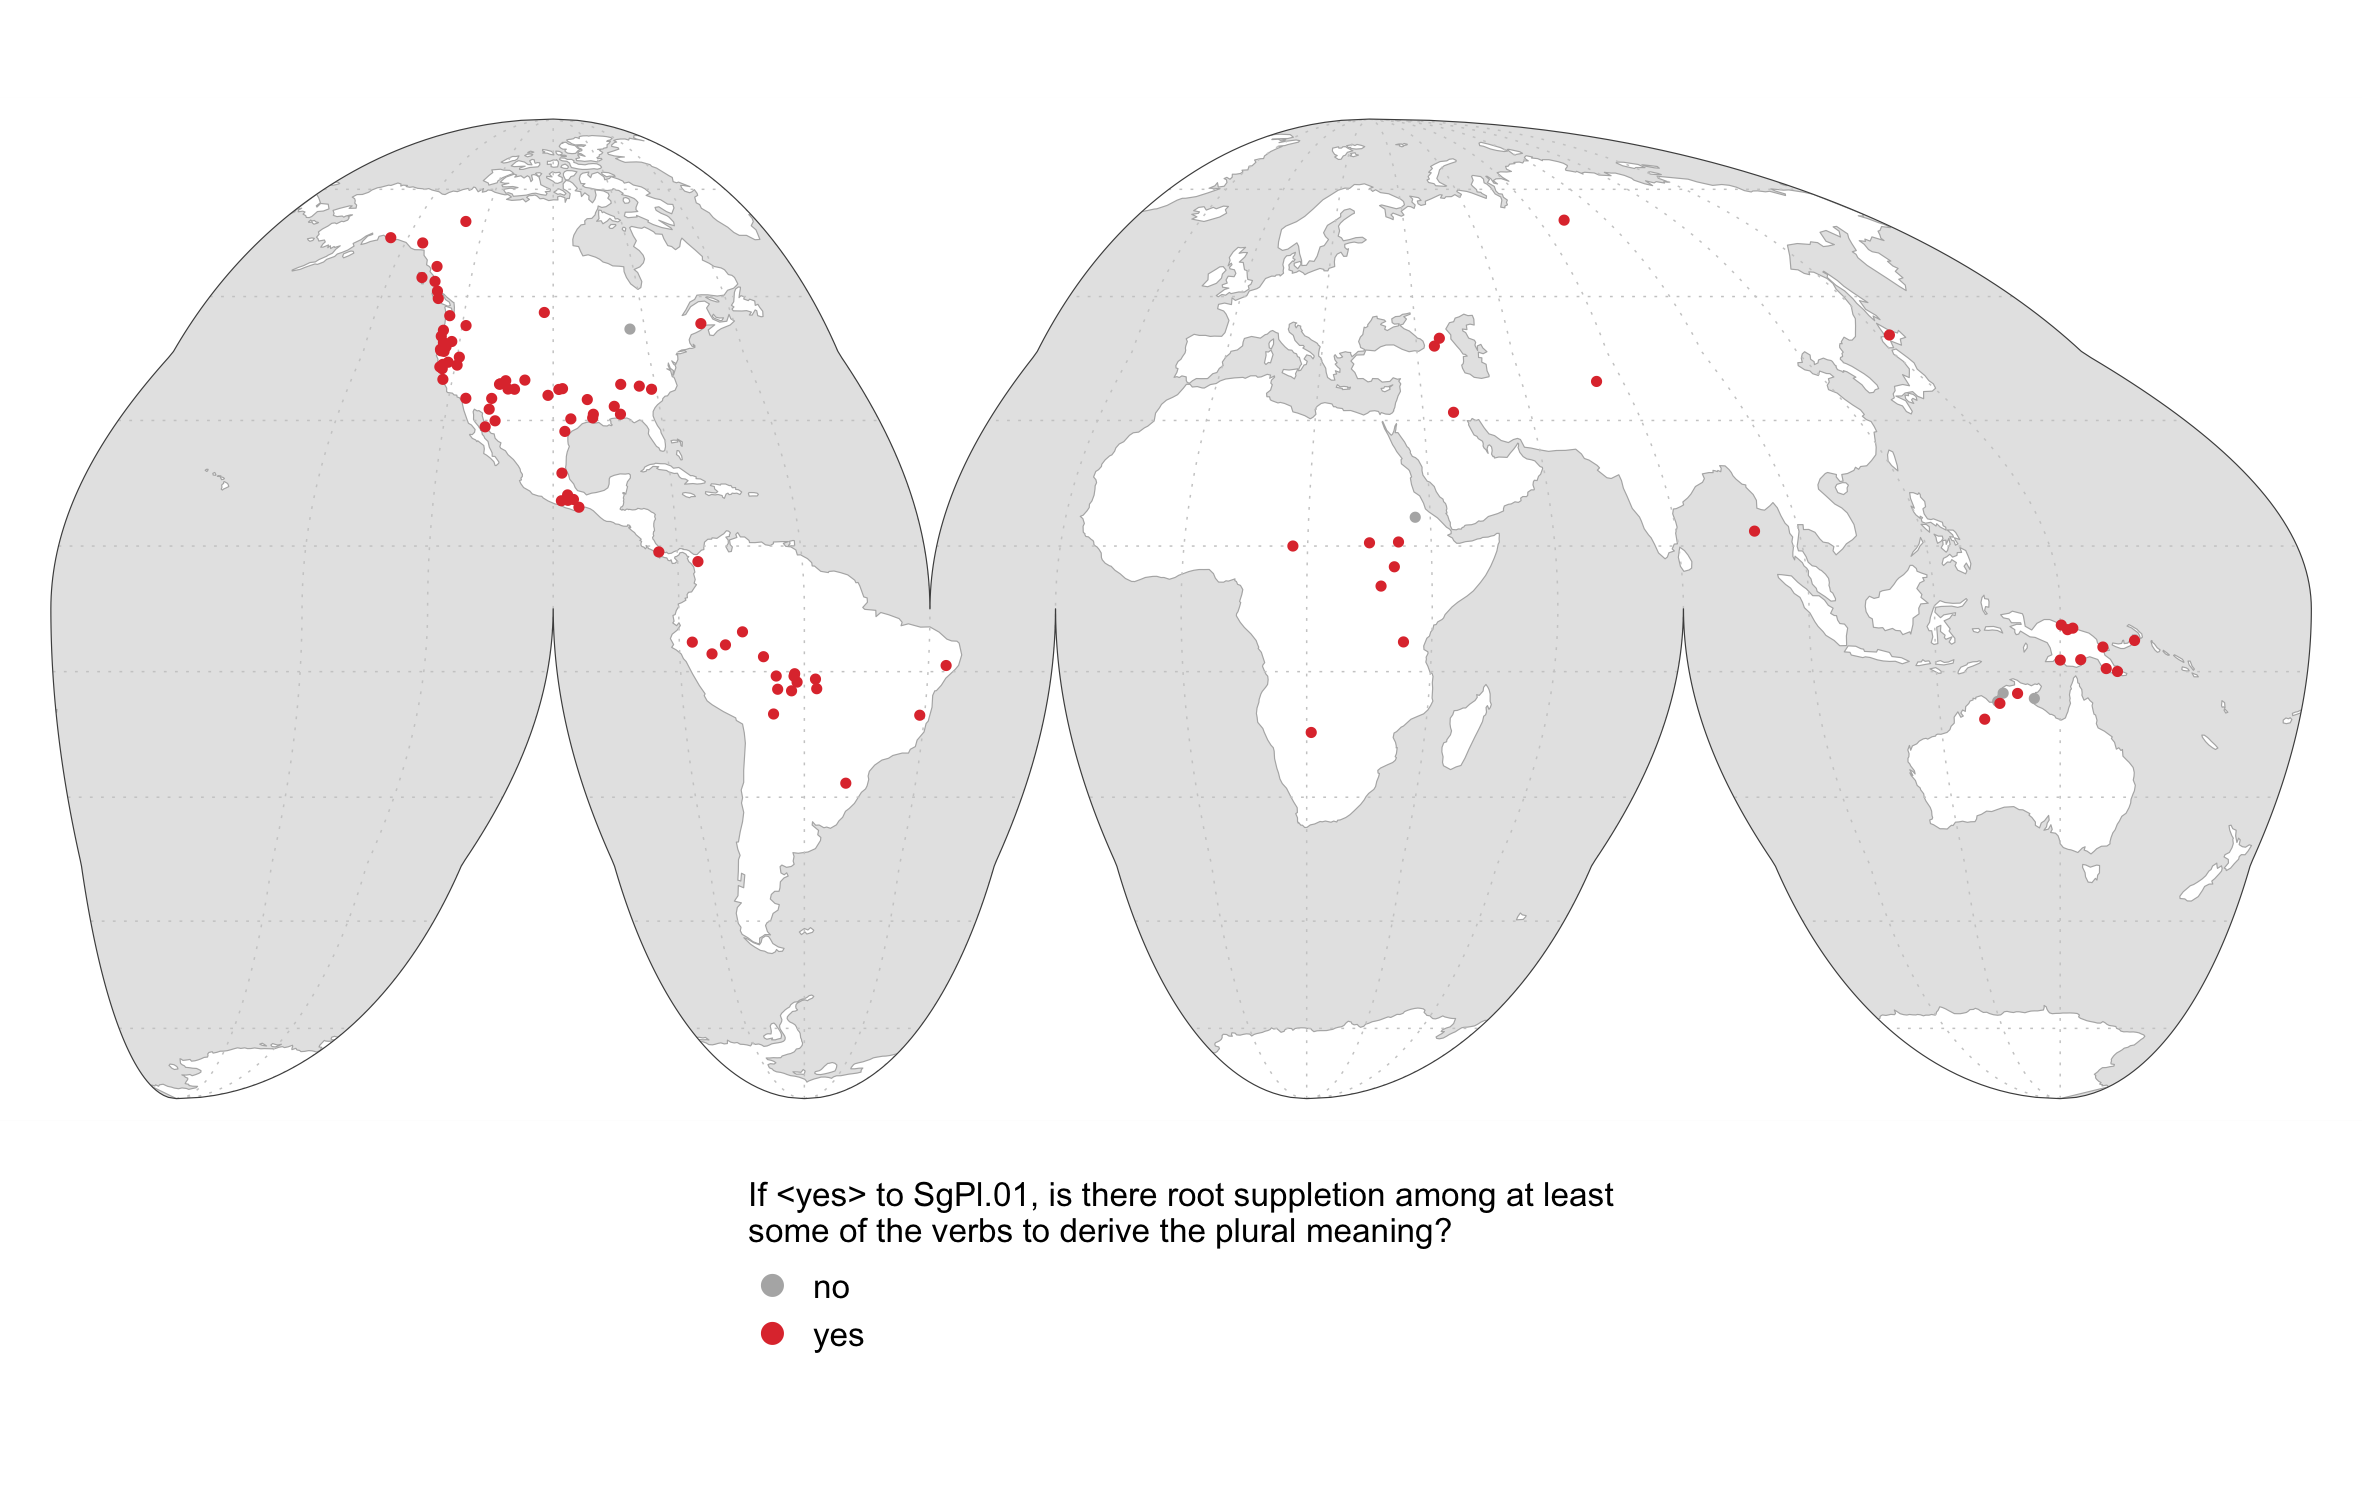 If <yes> to SgPl.01, is there root suppletion among at least
some of the verbs to derive the plural meaning?
no
yes